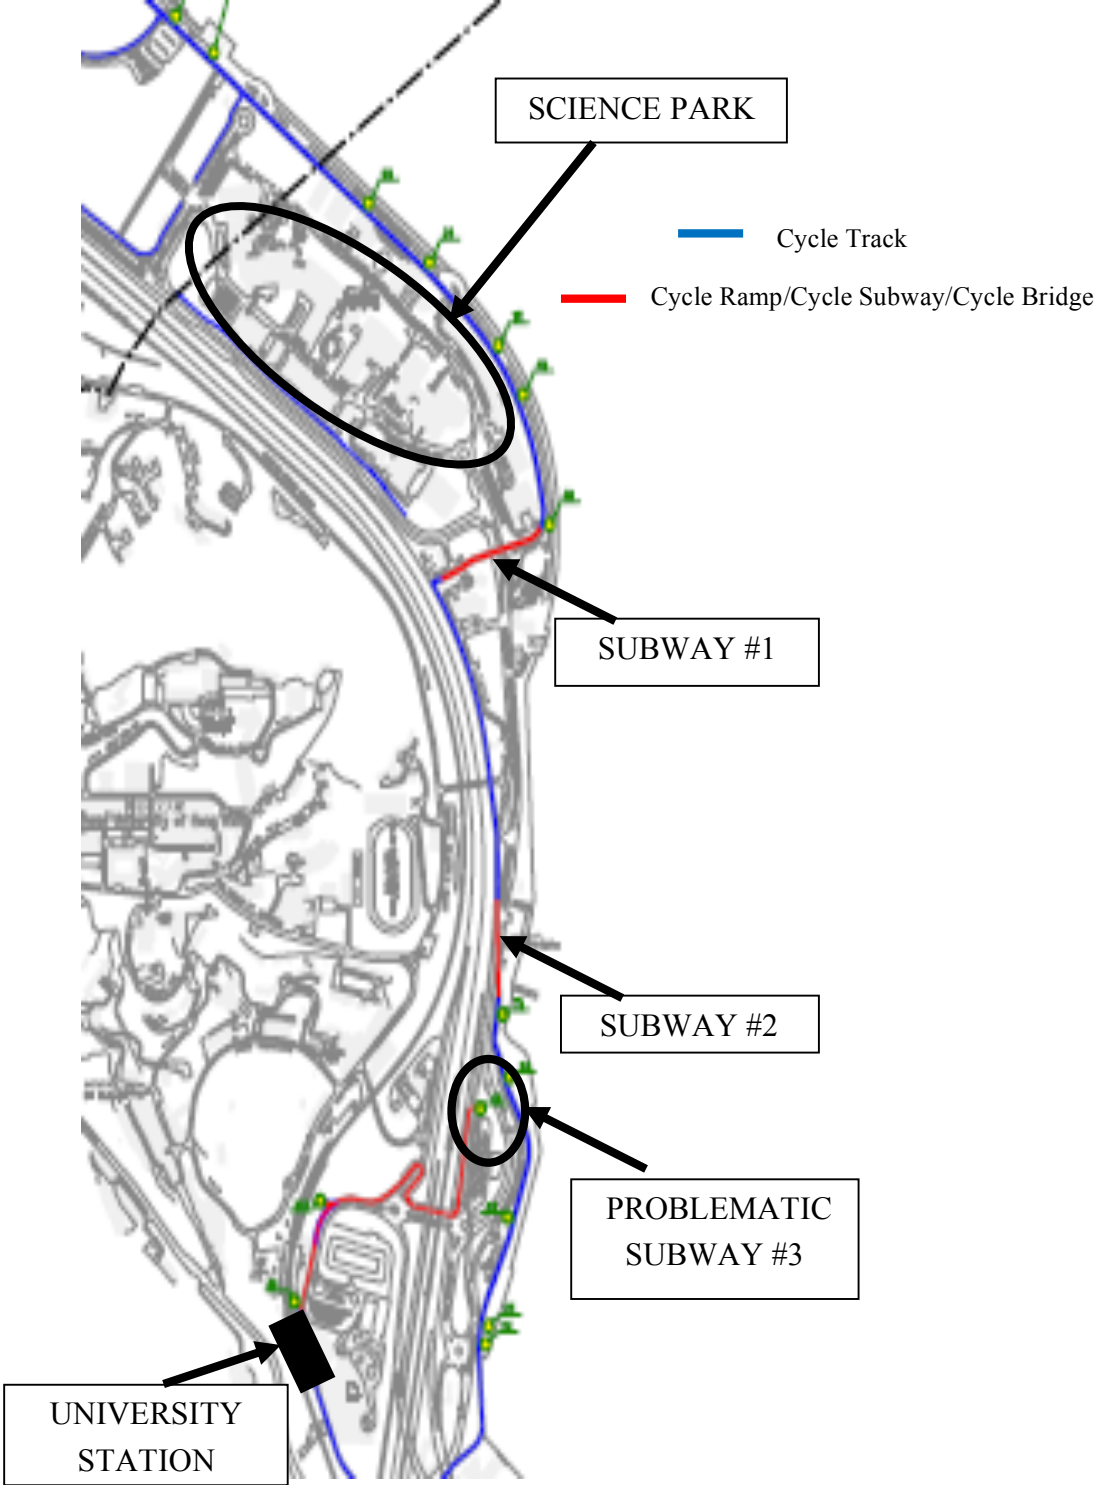 SCIENCE PARK
Cycle Track
Cycle Ramp/Cycle Subway/Cycle Bridge
SUBWAY #1
SUBWAY #2
PROBLEMATIC
SUBWAY #3
UNIVERSITY
STATION